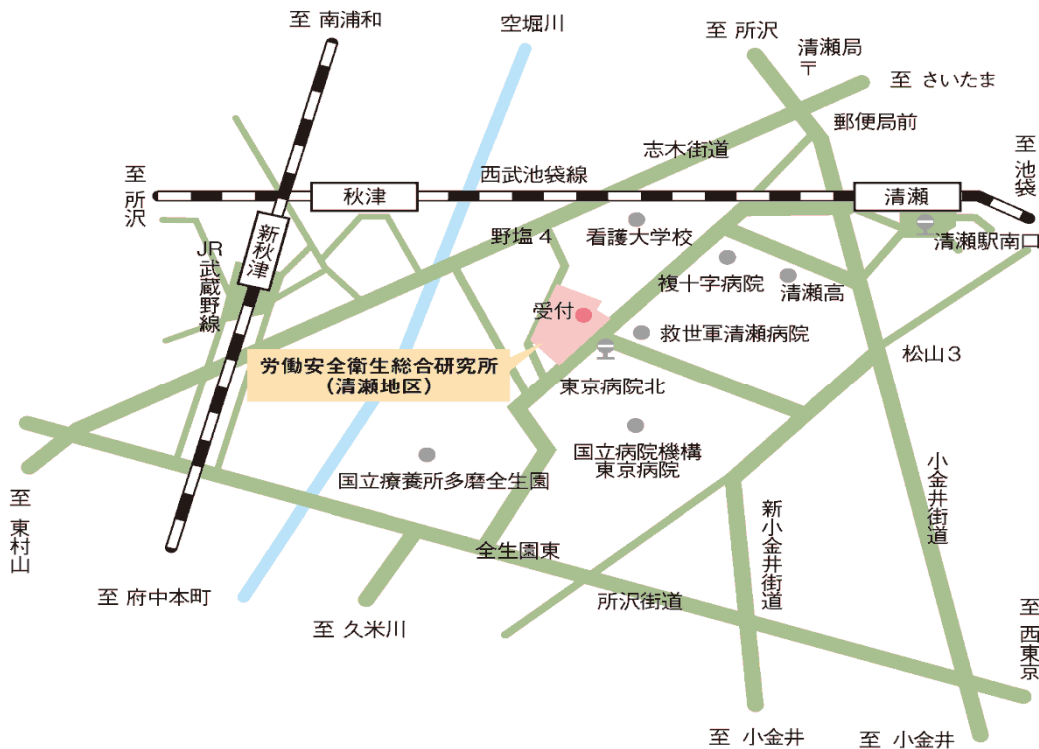 至 南浦和
空堀川
至 所沢
清瀬局
〒
至 さいたま
郵便局前
志木街道
至 池袋
至 所沢
西武池袋線
秋津
清瀬
新秋津
JR武蔵野線
野塩4
看護大学校
清瀬駅南口
複十字病院
清瀬高
受付
救世軍清瀬病院
松山3
労働安全衛生総合研究所
(清瀬地区)
東京病院北
国立病院機構
東京病院
国立療養所多磨全生園
小金井街道
新小金井街道
至 東村山
全生園東
所沢街道
至 府中本町
至 久米川
至 西東京
至 小金井
至 小金井